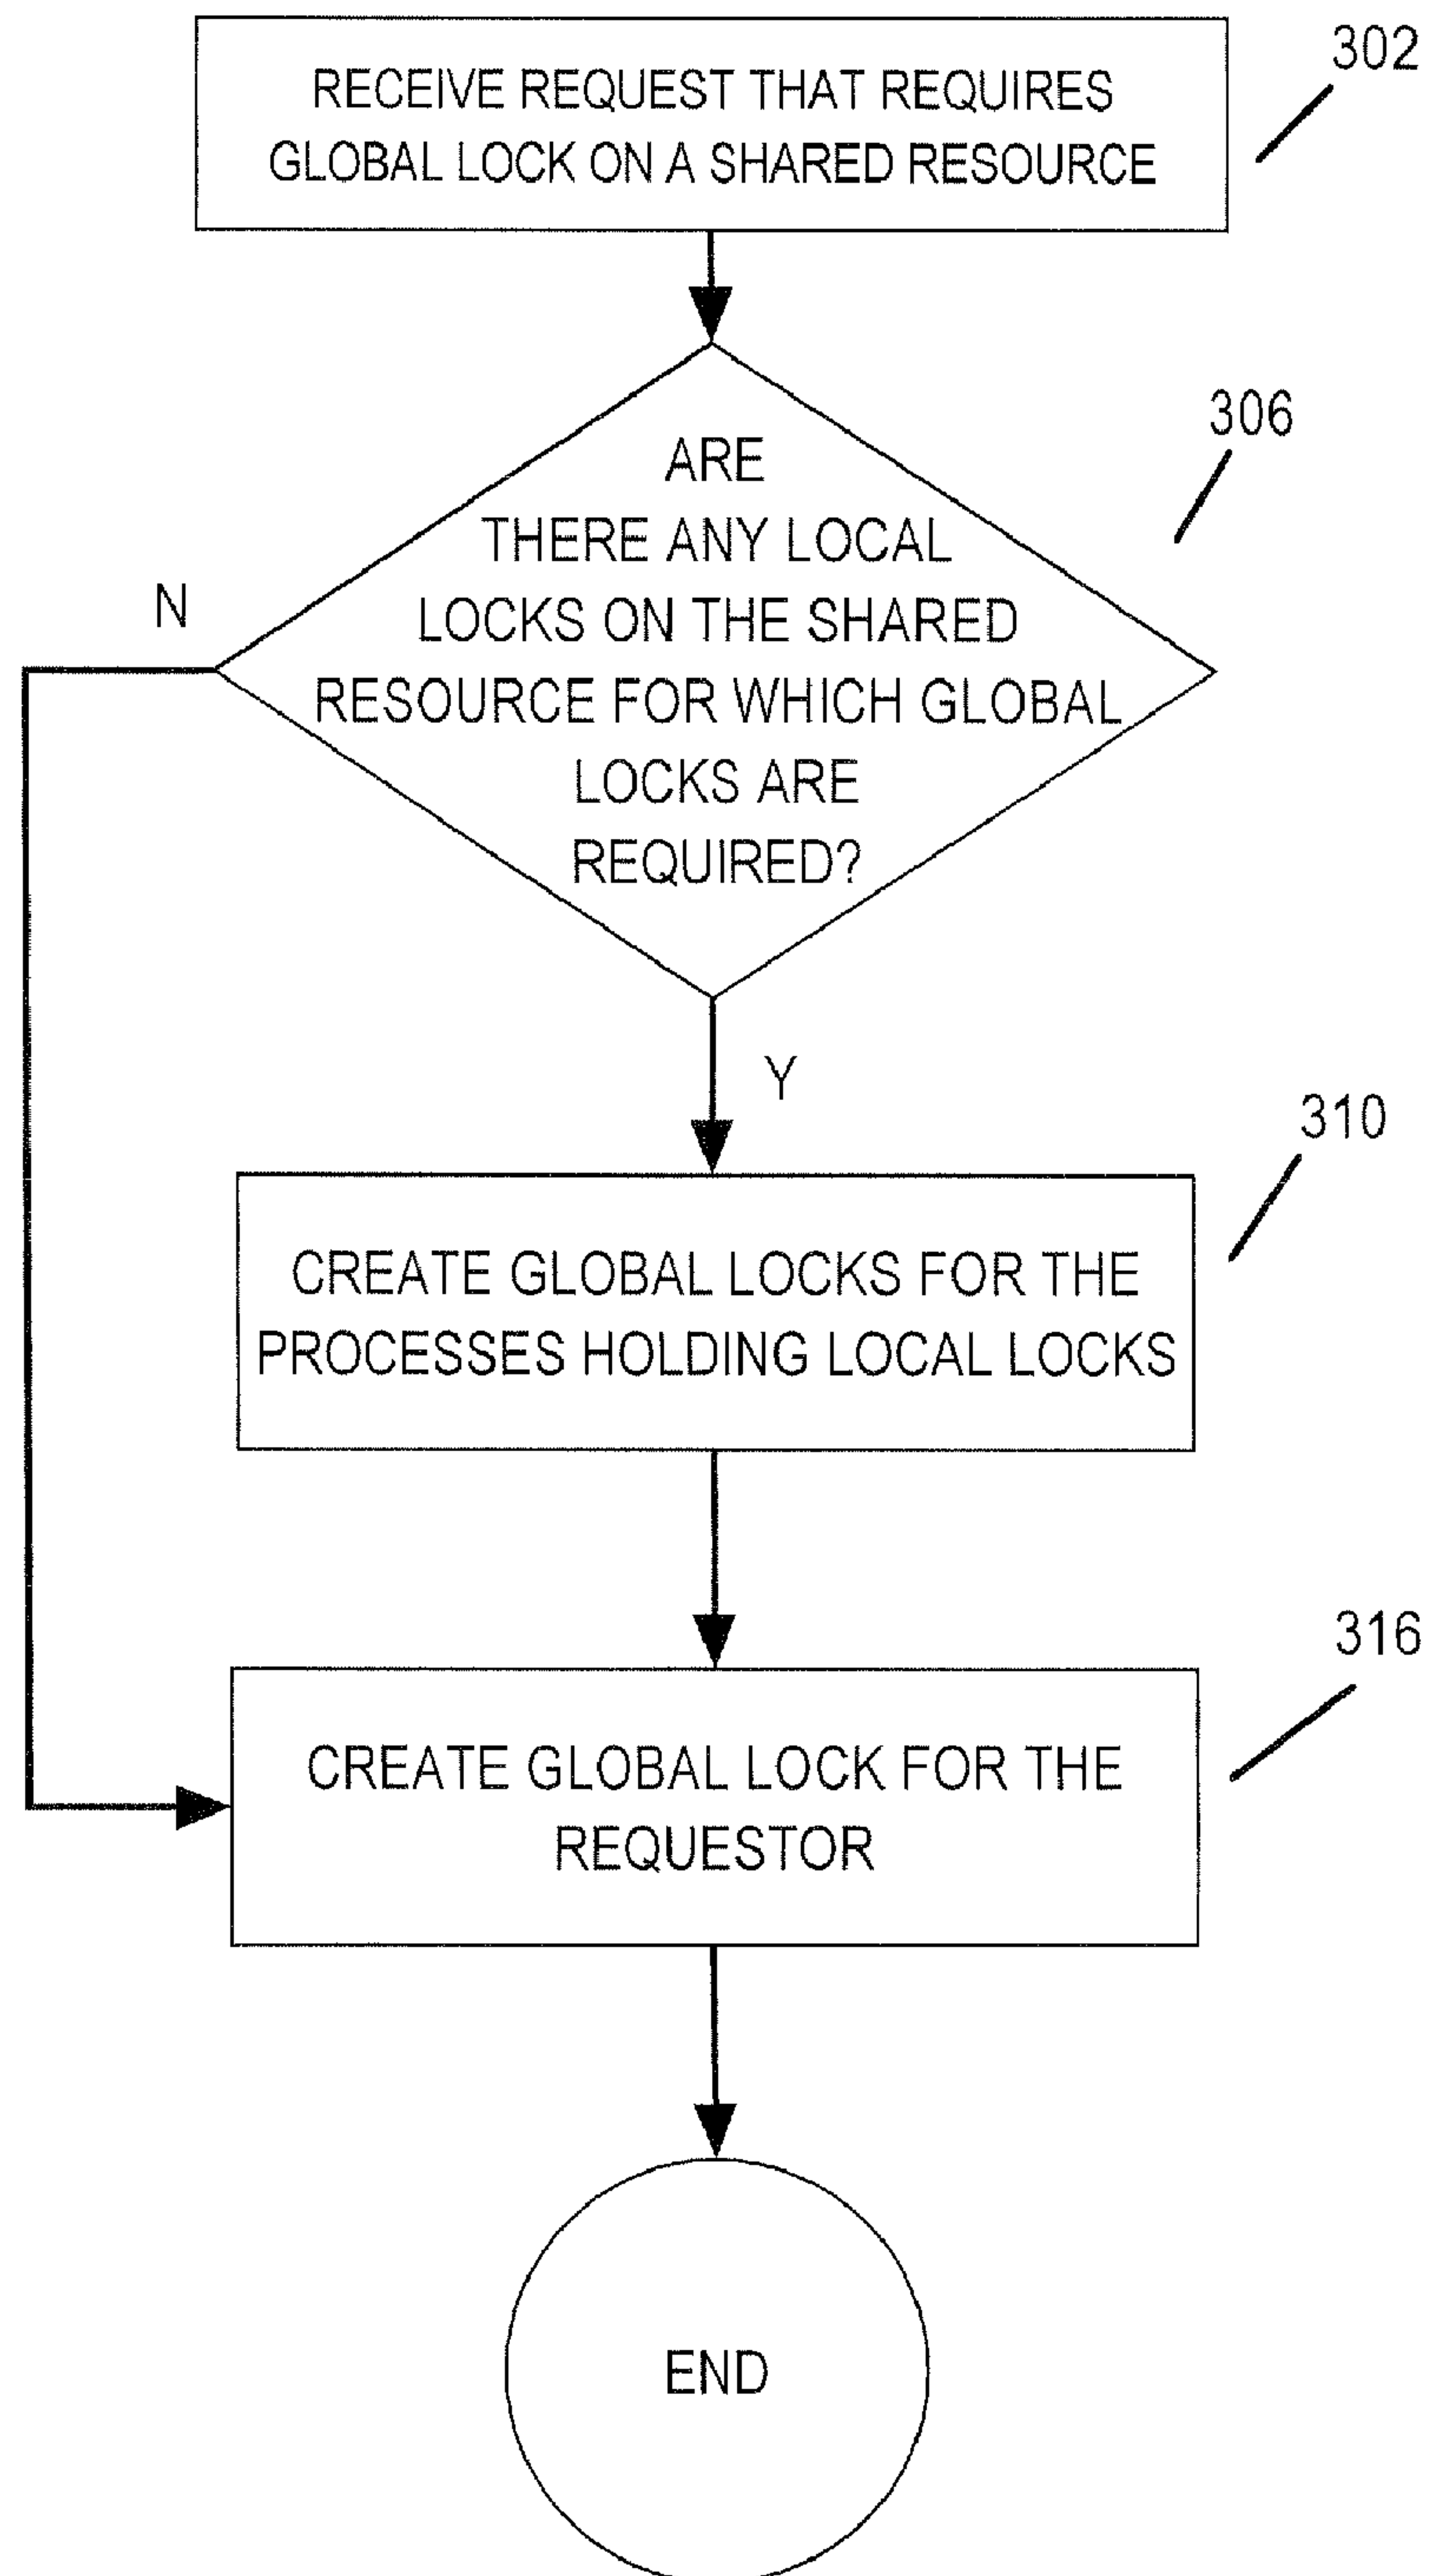 302
RECEIVE REQUEST THAT REQUIRES
GLOBAL LOCK ON A SHARED RESOURCE
306
ARE
THERE ANY LOCAL
LOCKS ON THE SHARED
RESOURCE FOR WHICH GLOBAL
LOCKS ARE
REQUIRED?
N
Y
310
CREATE GLOBAL LOCKS FOR THE
PROCESSES HOLDING LOCAL LOCKS
316
CREATE GLOBAL LOCK FOR THE
REQUESTOR
END